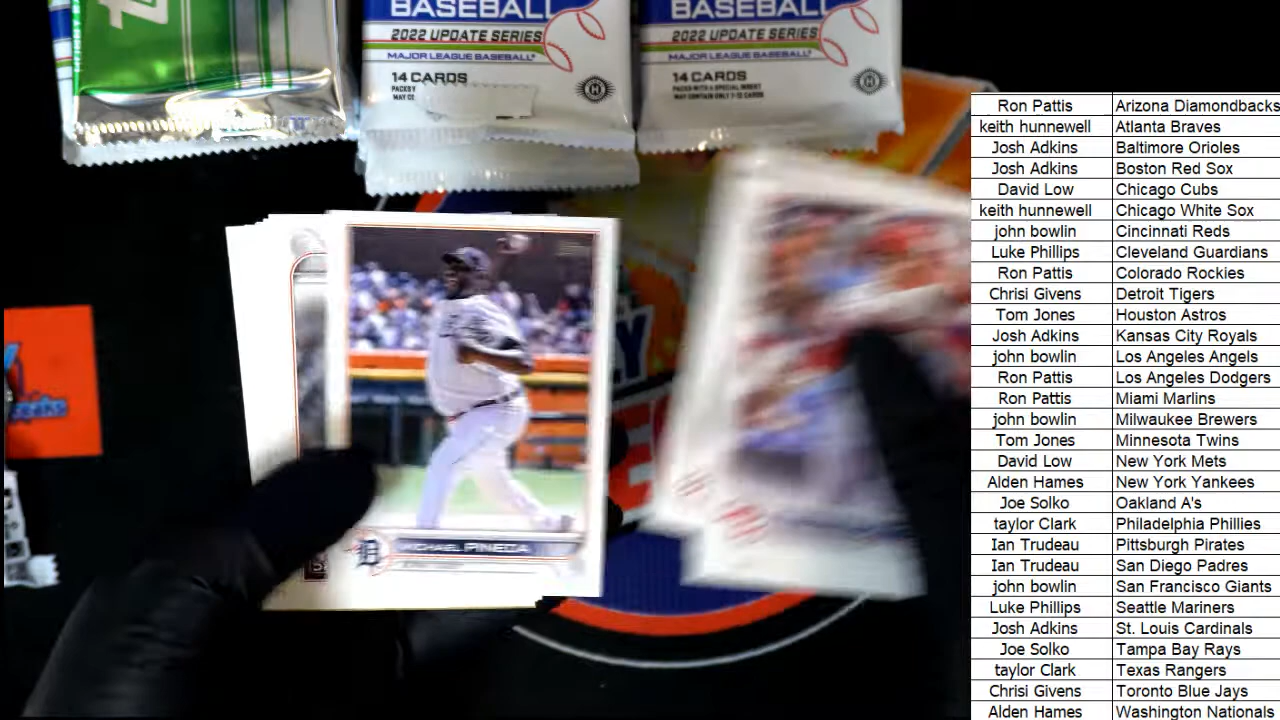 BASEBALL
2022 UPDATE SERIES
MAJOR LEAGUE BASEBALL
14 CARDS
BASEBALL
2022 UPDATE SERIES
MAJOR LEAGUE BASEBALL
14 CARDS
PACKS WITH A SPECIAL INSERT
MAY CONTAIN ONLY
MICHAEL PINEDA
Ron Pattis Arizona Diamondbacks
keith hunnewell Atlanta Braves
Josh Adkins Baltimore Orioles
Josh Adkins Boston Red Sox
David Low Chicago Cubs
keith hunnewell Chicago White Sox
john bowlin Cincinnati Reds
Luke Phillips Cleveland Guardians
Ron Pattis Colorado Rockies
Chrisi Givens Detroit Tigers
Tom Jones Houston Astros
Josh Adkins Kansas City Royals
john bowlin Los Angeles Angels
Ron Pattis Los Angeles Dodgers
Ron Pattis Miami Marlins
john bowlin Milwaukee Brewers
Tom Jones Minnesota Twins
David Low New York Mets
Alden Hames New York Yankees
Joe Solko Oakland A's
taylor Clark Philadelphia Phillies
Ian Trudeau Pittsburgh Pirates
Ian Trudeau San Diego Padres
john bowlin San Francisco Giants
Luke Phillips Seattle Mariners
Josh Adkins St. Louis Cardinals
Joe Solko Tampa Bay Rays
taylor Clark Texas Rangers
Chrisi Givens Toronto Blue Jays
Alden Hames Washington Nationals